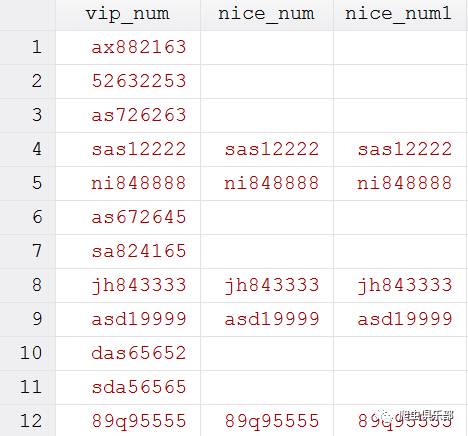 vip_num nice_num nice_num1
1 ax882163
2 52632253
3 as726263
4 sas12222 sas12222 sas12222
5 ni848888 ni848888 ni848888
6 as672645
7 sa824165
8 jh843333 jh843333 jh843333
9 asd19999 asd19999 asd19999
10 das65652
11 sda56565
12 89q95555 89q95555 89q95555
爬虫俱乐部